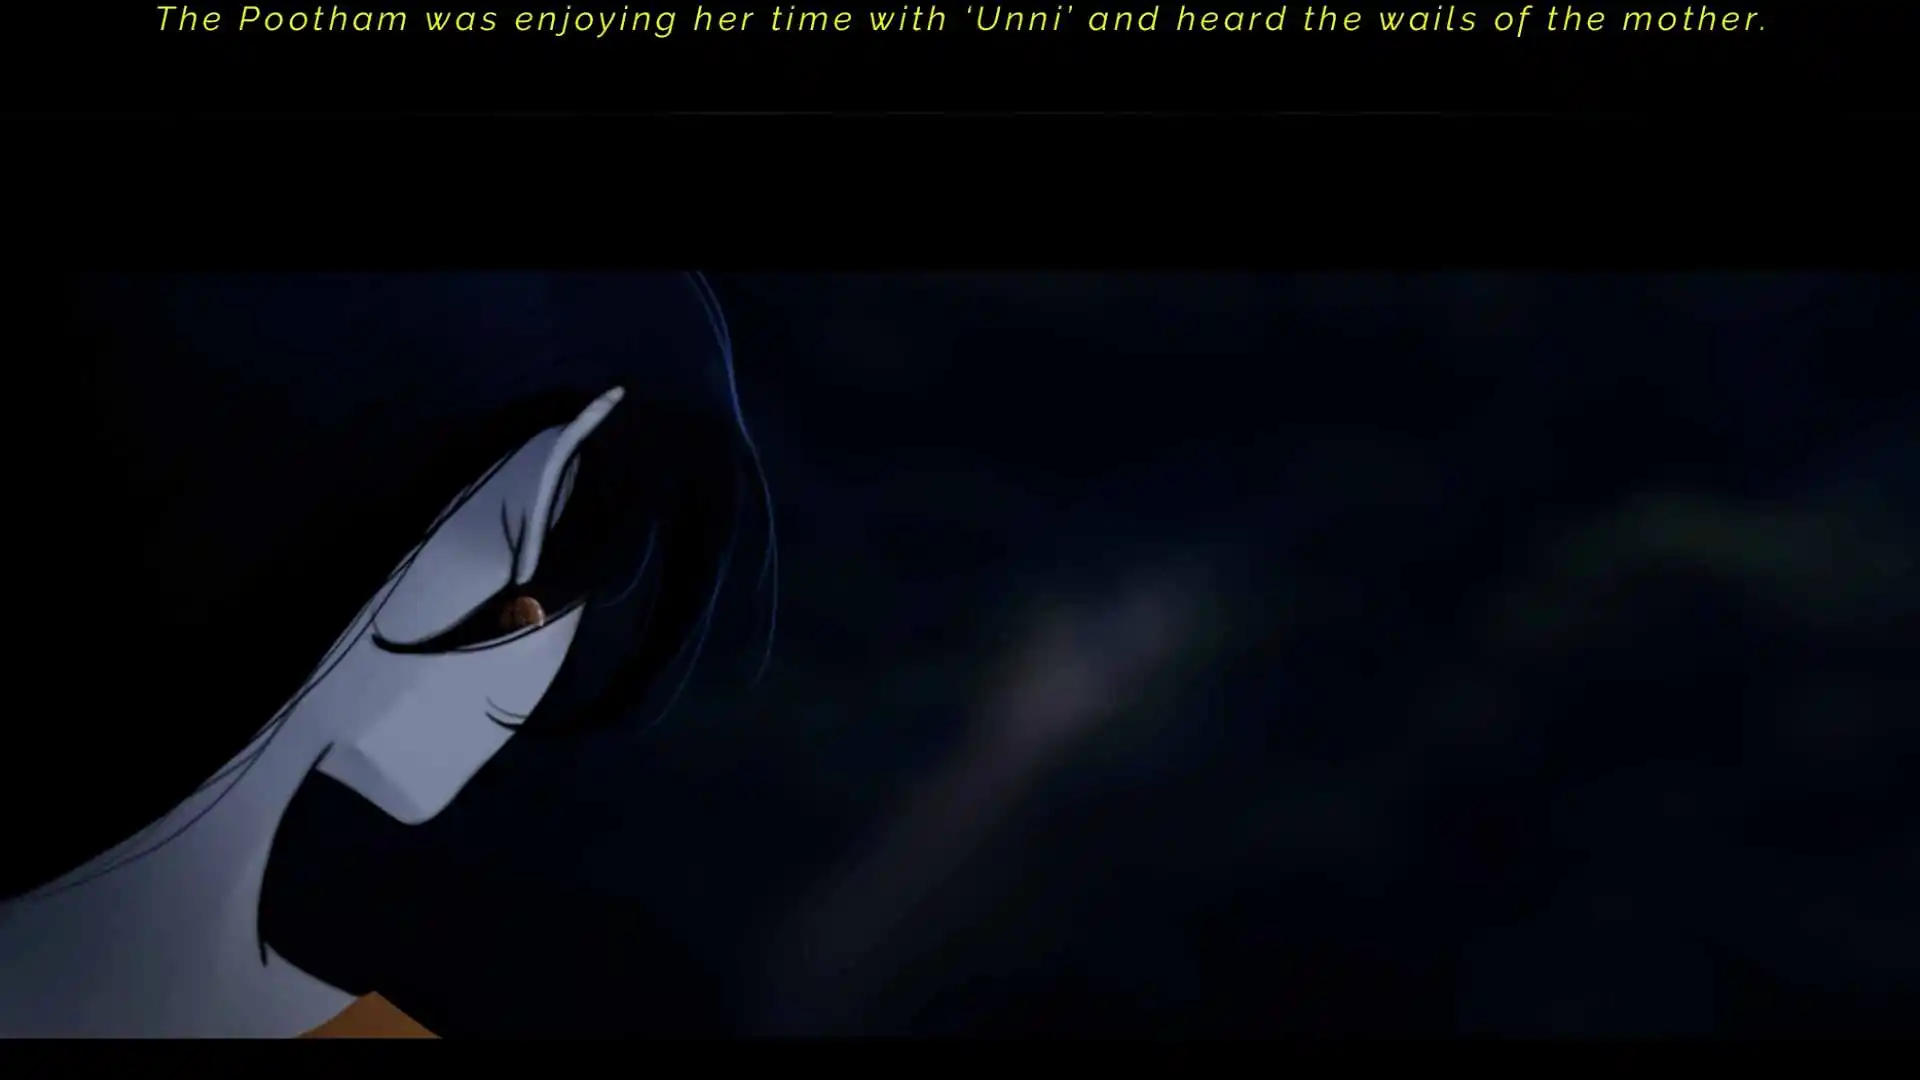 The Pootham was enjoying her time with ‘Unni’ and heard the wails of the mother.